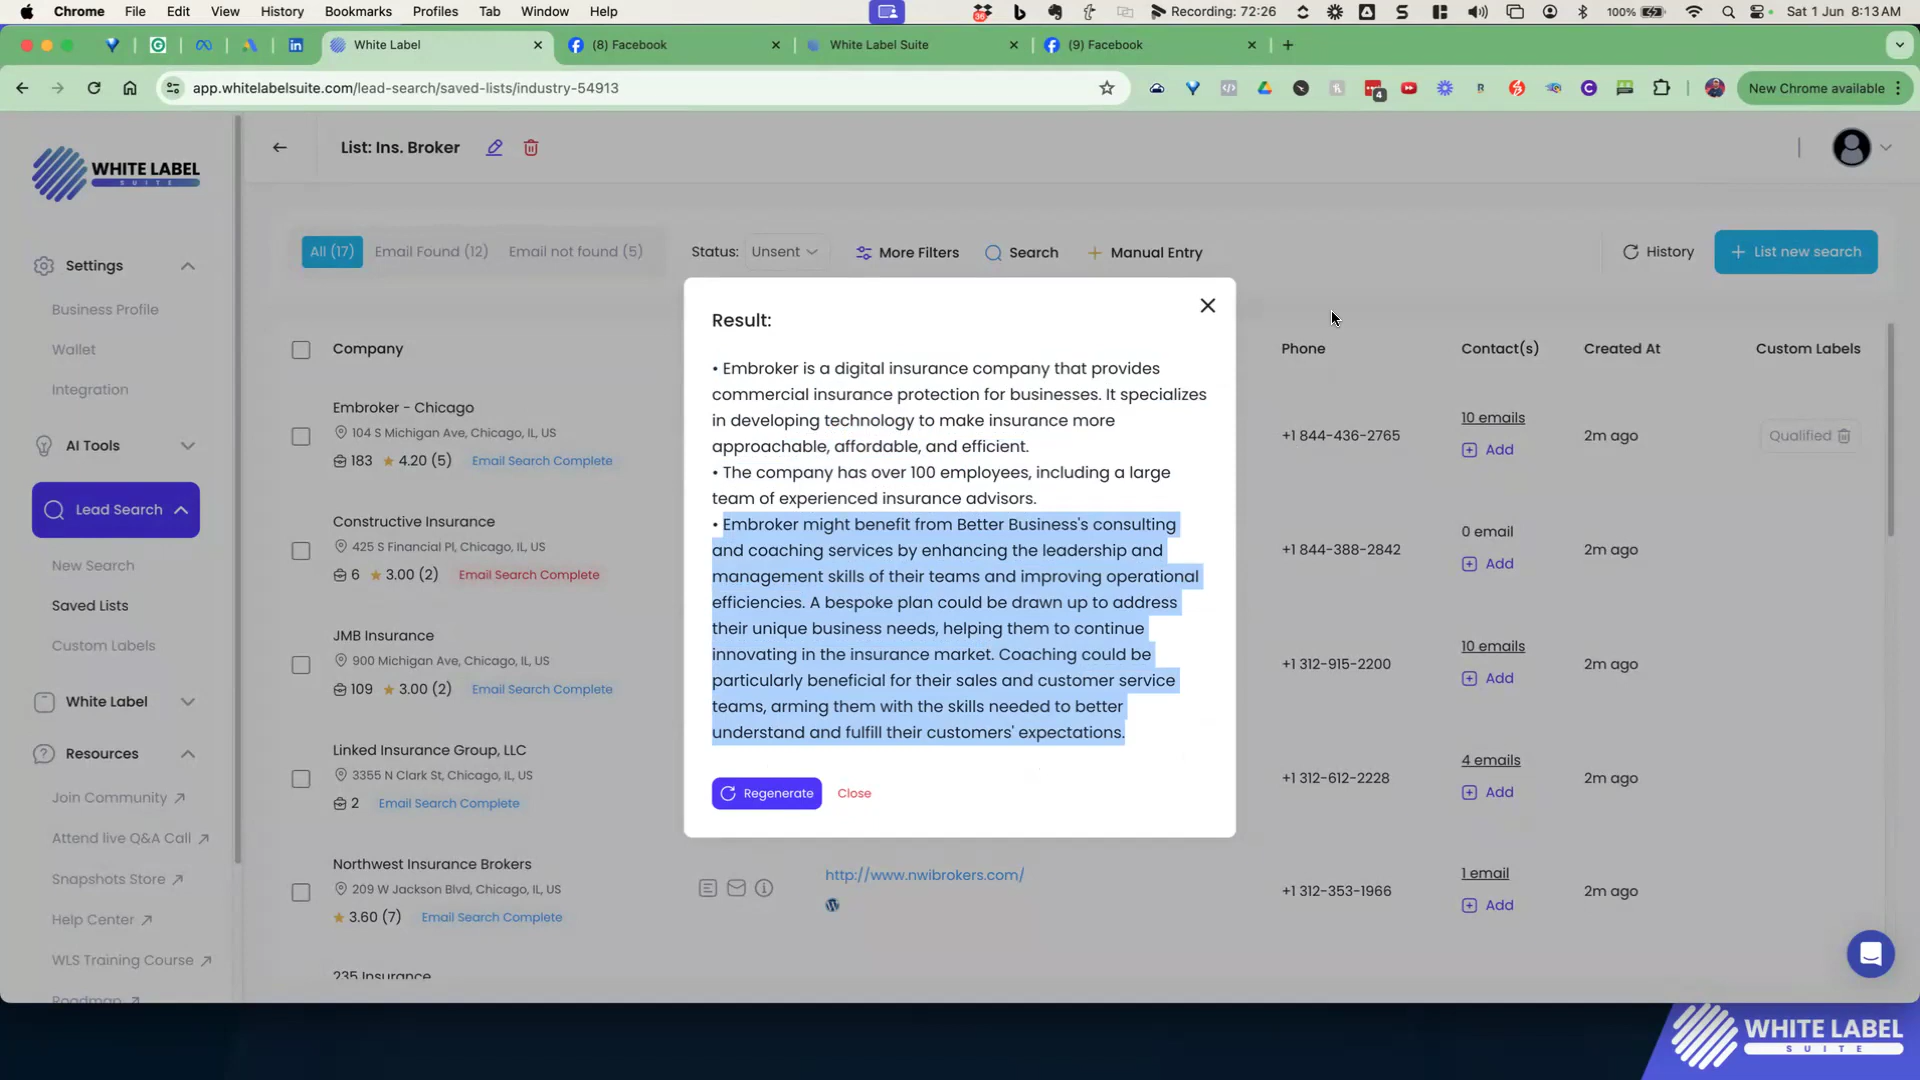 Chrome File Edit View History Bookmarks Profiles Tab Window Help
36 Recording: 72:26 100% Sat 1 Jun 8:13 AM
White Label
(8) Facebook
White Label Suite
(9) Facebook
app.whitelabelsuite.com/lead-search/saved-lists/industry-54913
4
New Chrome available
WHITE LABEL
SUITE
List: Ins. Broker
Settings
Business Profile
Wallet
Integration
AI Tools
Lead Search
New Search
Saved Lists
Custom Labels
White Label
Resources
Join Community
Attend live Q&A Call
Snapshots Store
Help Center
WLS Training Course
Roadmap
All (17) Email Found (12) Email not found (5) Status: Unsent More Filters Search + Manual Entry History + List new search
Company Phone Contact(s) Created At Custom Labels
Embroker - Chicago
104 S Michigan Ave, Chicago, IL, US
183 4.20 (5) Email Search Complete
+1 844-436-2765
10 emails
Add
2m ago
Qualified
Constructive Insurance
425 S Financial Pl, Chicago, IL, US
6 3.00 (2) Email Search Complete
+1 844-388-2842
0 email
Add
2m ago
JMB Insurance
900 Michigan Ave, Chicago, IL, US
109 3.00 (2) Email Search Complete
+1 312-915-2200
10 emails
Add
2m ago
Linked Insurance Group, LLC
3355 N Clark St, Chicago, IL, US
2 Email Search Complete
+1 312-612-2228
4 emails
Add
2m ago
Northwest Insurance Brokers
209 W Jackson Blvd, Chicago, IL, US
3.60 (7) Email Search Complete
http://www.nwibrokers.com/
+1 312-353-1966
1 email
Add
2m ago
235 Insurance
Result:
• Embroker is a digital insurance company that provides
commercial insurance protection for businesses. It specializes
in developing technology to make insurance more
approachable, affordable, and efficient.
• The company has over 100 employees, including a large
team of experienced insurance advisors.
• Embroker might benefit from Better Business's consulting
and coaching services by enhancing the leadership and
management skills of their teams and improving operational
efficiencies. A bespoke plan could be drawn up to address
their unique business needs, helping them to continue
innovating in the insurance market. Coaching could be
particularly beneficial for their sales and customer service
teams, arming them with the skills needed to better
understand and fulfill their customers' expectations.
Regenerate Close
WHITE LABEL
SUITE